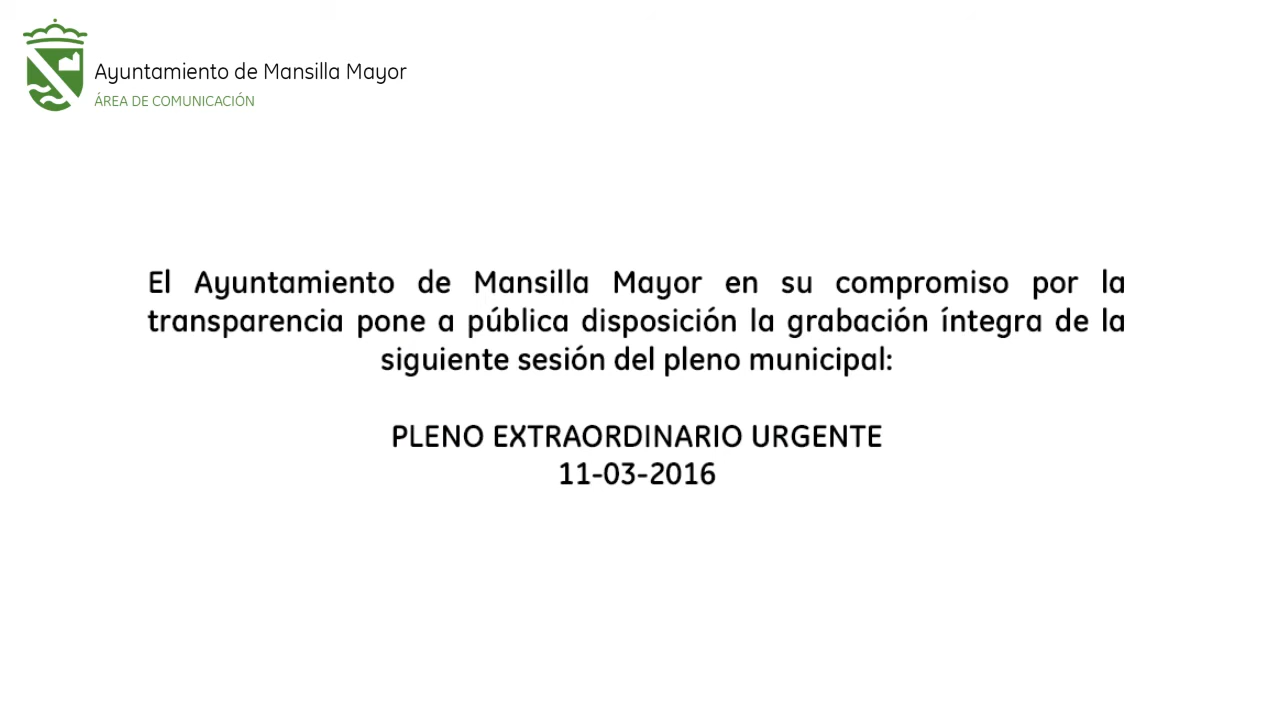 Ayuntamiento de Mansilla Mayor
ÁREA DE COMUNICACIÓN
El Ayuntamiento de Mansilla Mayor en su compromiso por la
transparencia pone a pública disposición la grabación íntegra de la
siguiente sesión del pleno municipal:
PLENO EXTRAORDINARIO URGENTE
11-03-2016